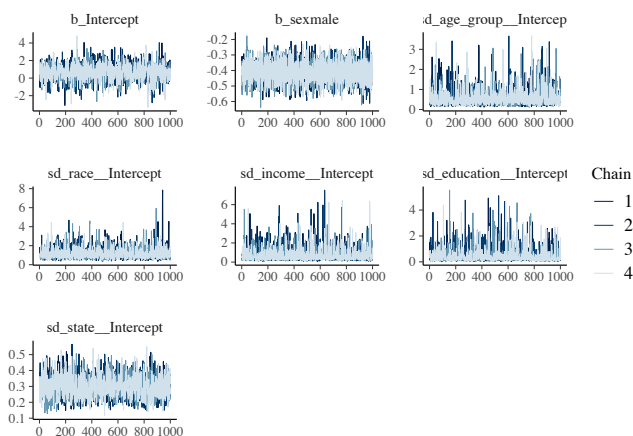 b_Intercept
b_sexmale
sd_age_group__Intercep
4
2
0
-2
-0.2
-0.3
-0.4
-0.5
-0.6
3
2
1
0
0 200 400 600 800 1000
0 200 400 600 800 1000
0 200 400 600 800 1000
sd_race__Intercept
sd_income__Intercept
sd_education__Intercept
8
6
4
2
0
6
4
2
0
4
2
0
0 200 400 600 800 1000
0 200 400 600 800 1000
0 200 400 600 800 1000
Chain
1
2
3
4
sd_state__Intercept
0.5
0.4
0.3
0.2
0.1
0 200 400 600 800 1000